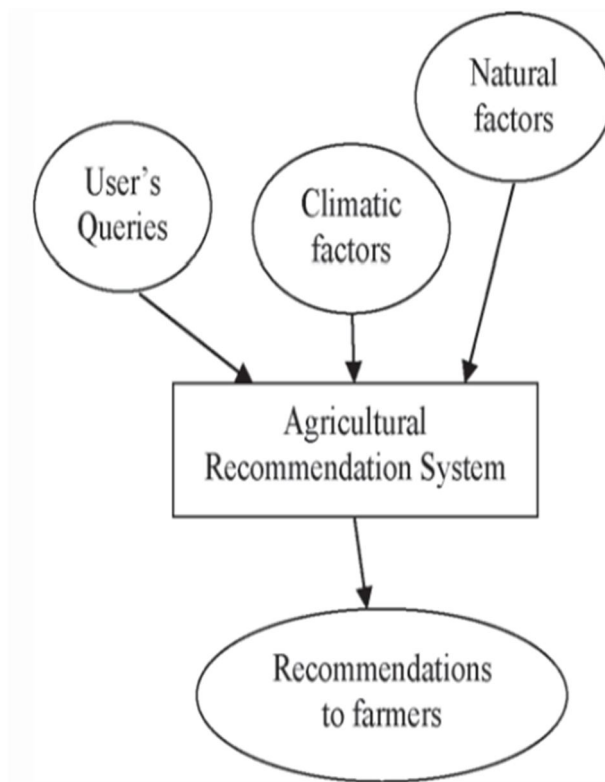 Natural
factors
User's
Queries
Climatic
factors
Agricultural
Recommendation System
Recommendations
to farmers